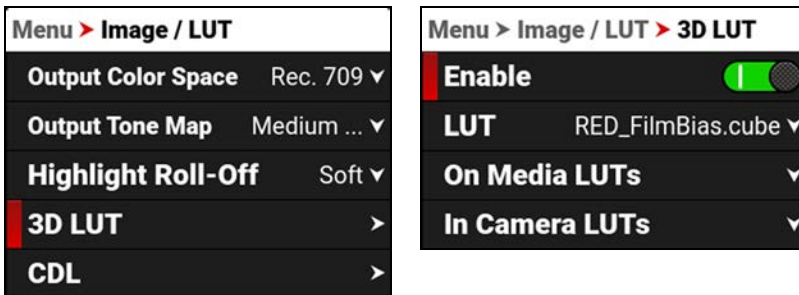 Menu > Image / LUT
Output Color Space Rec. 709
Output Tone Map Medium ...
Highlight Roll-Off Soft
3D LUT >
CDL >
Menu > Image / LUT > 3D LUT
Enable
LUT RED_FilmBias.cube
On Media LUTs
In Camera LUTs